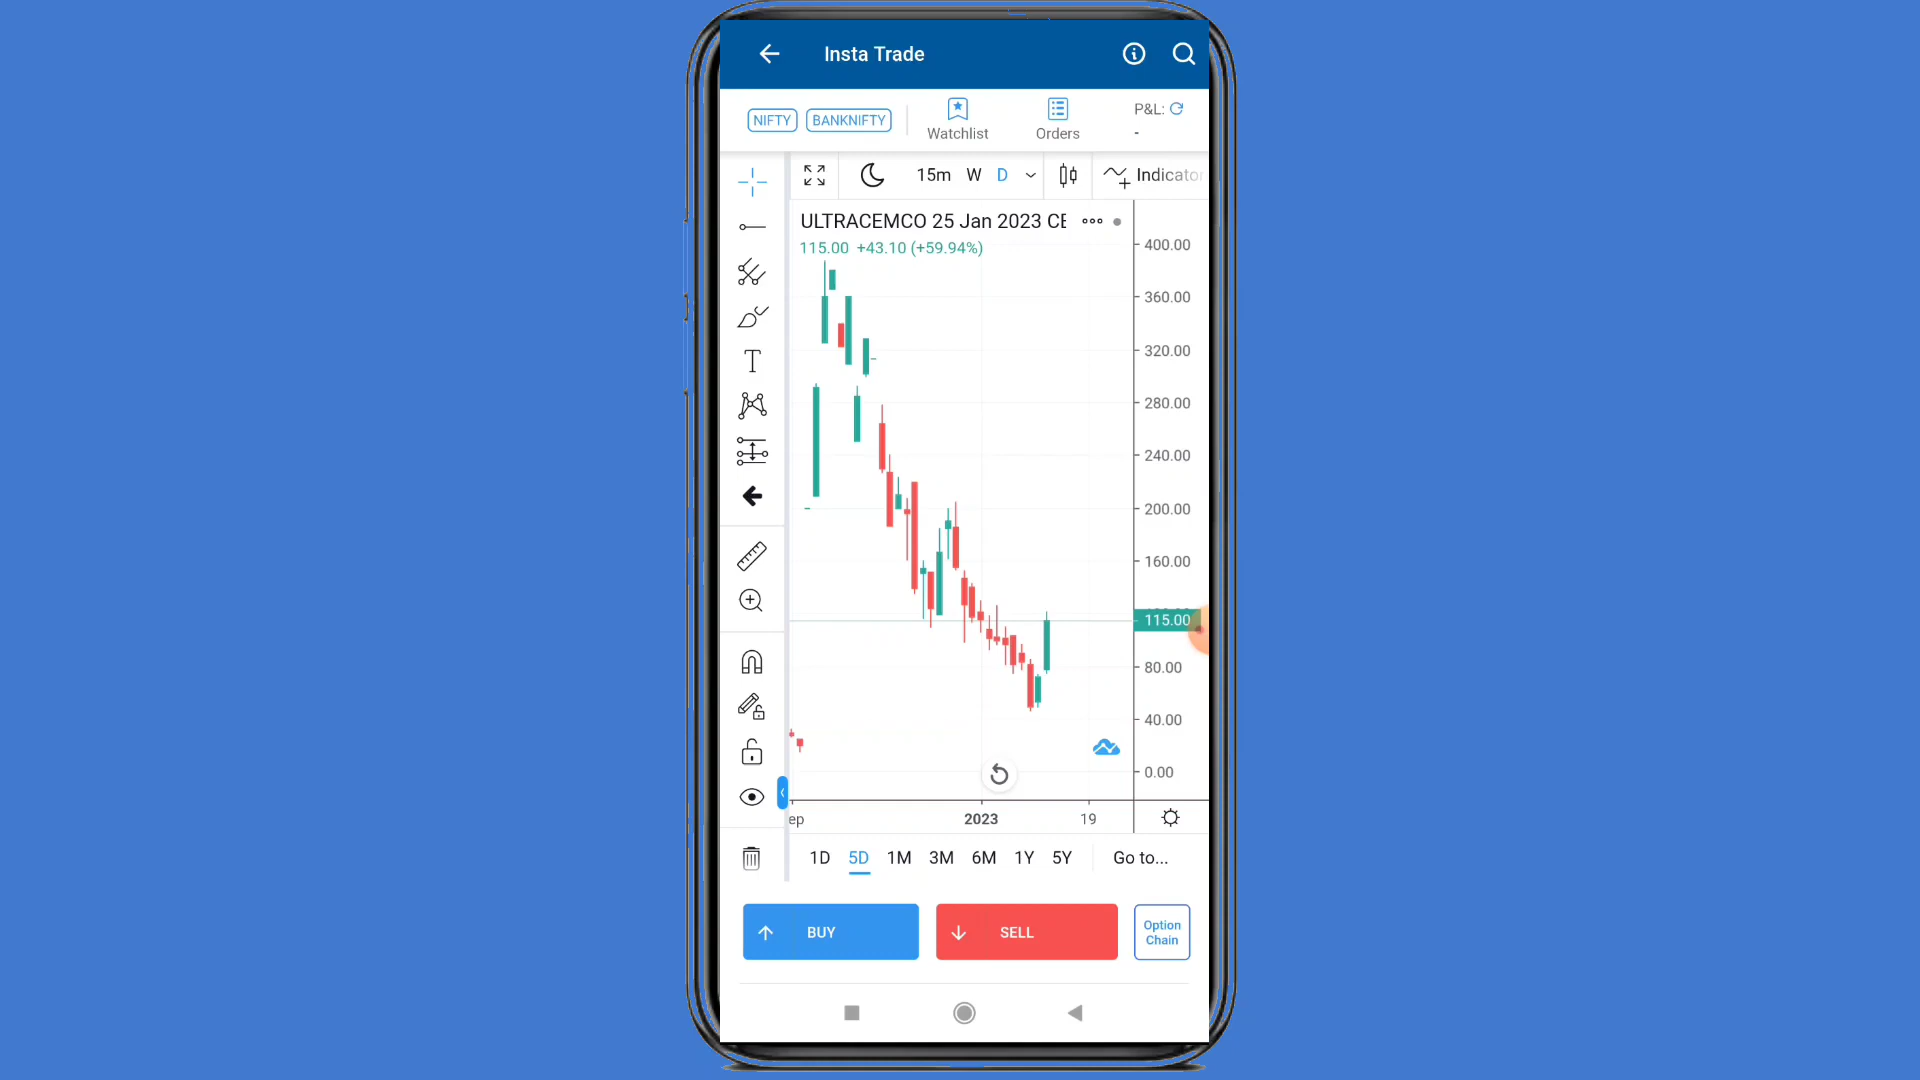 Insta Trade
NIFTY BANKNIFTY Watchlist Orders P&L:
-
15m W D Indicator
ULTRACEMCO 25 Jan 2023 CE
115.00 +43.10 (+59.94%)
400.00
360.00
320.00
280.00
240.00
200.00
160.00
115.00
80.00
40.00
0.00
ep 2023 19
1D 5D 1M 3M 6M 1Y 5Y Go to...
BUY SELL Option
Chain